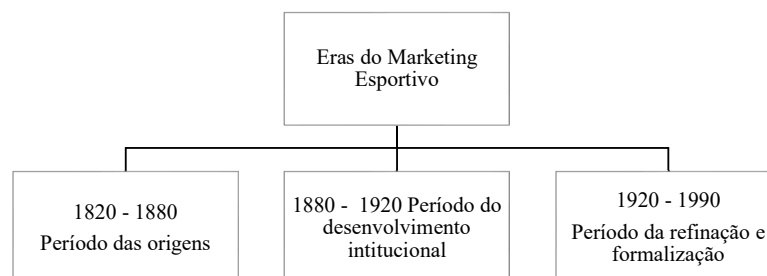 Eras do Marketing
Esportivo
1820 - 1880
Período das origens
1880 -  1920 Período do
desenvolvimento
intitucional
1920 - 1990
Período da refinação e
formalização